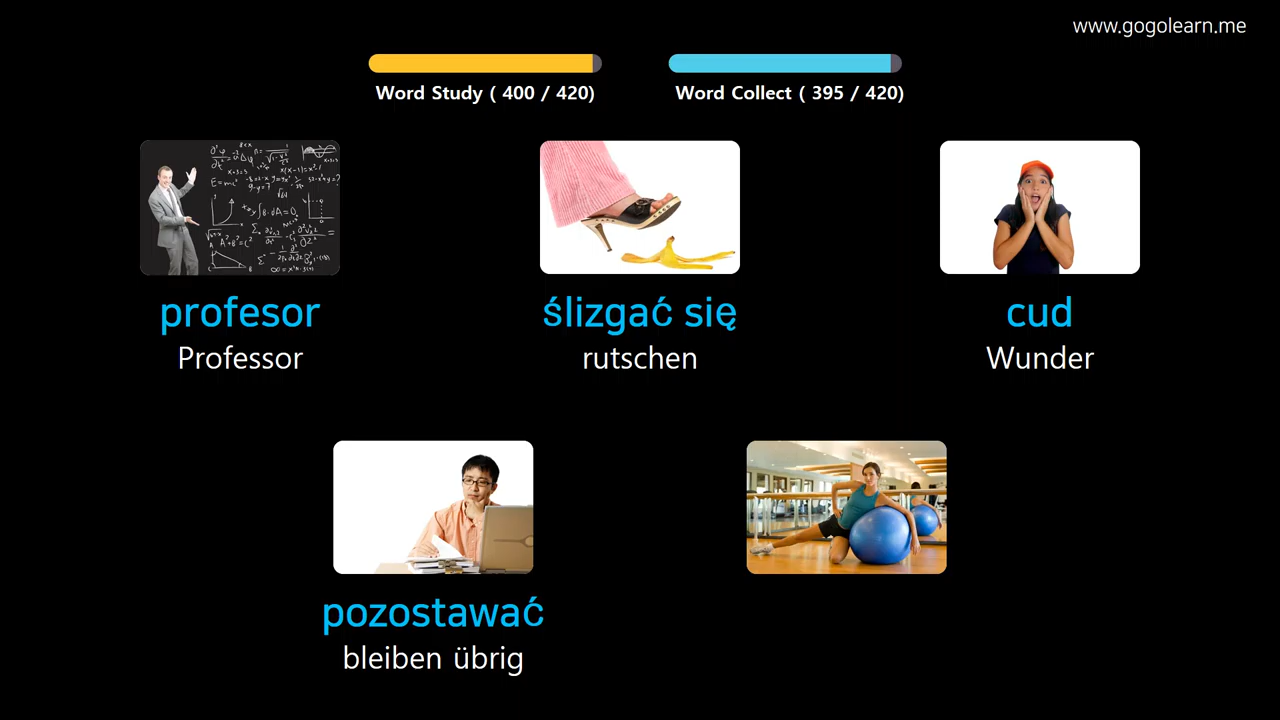 www.gogolearn.me
Word Study ( 400 / 420)
Word Collect ( 395 / 420)
profesor
Professor
ślizgać się
rutschen
cud
Wunder
pozostawać
bleiben übrig